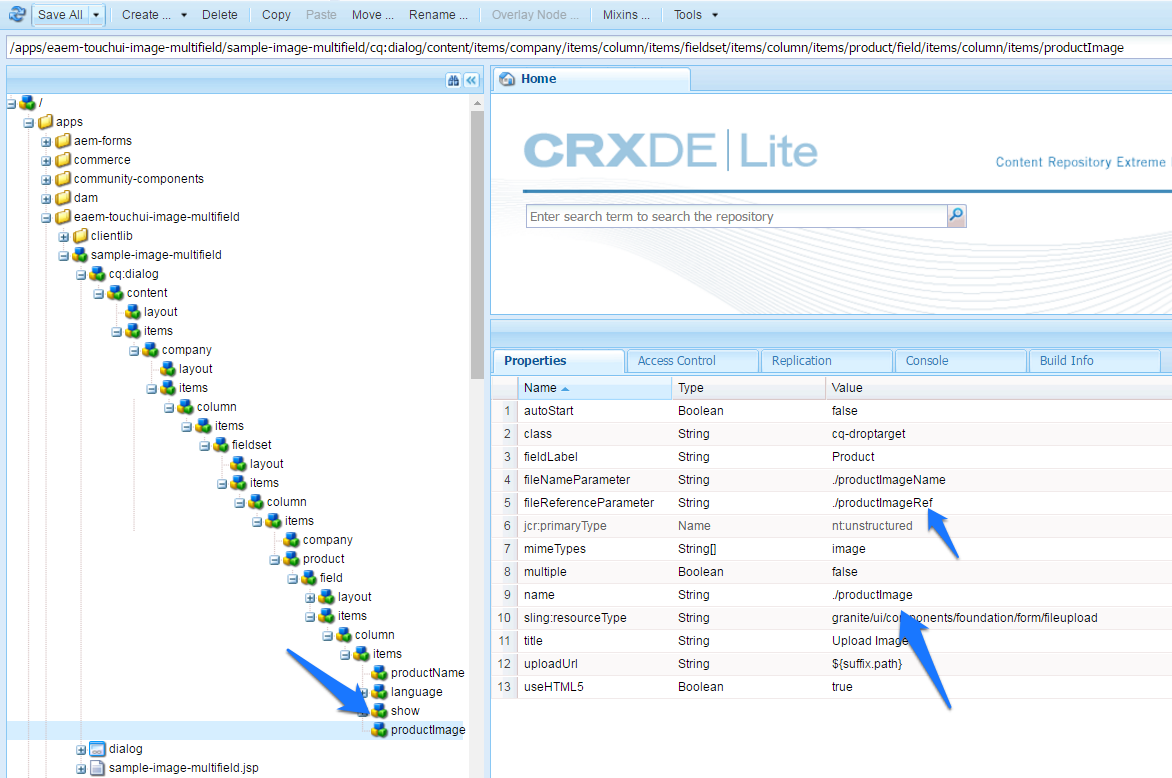 Save All Create ... Delete Copy Paste Move ... Rename ... Overlay Node ... Mixins ... Tools
/apps/eaem-touchui-image-multifield/sample-image-multifield/cq:dialog/content/items/company/items/column/items/fieldset/items/column/items/product/field/items/column/items/productImage
/
apps
aem-forms
commerce
community-components
dam
eaem-touchui-image-multifield
clientlib
sample-image-multifield
cq:dialog
content
layout
items
company
layout
items
column
items
fieldset
layout
items
column
items
company
product
field
layout
items
column
items
productName
language
show
productImage
dialog
sample-image-multifield.jsp
Home
CRXDE Lite
Content Repository Extreme
Enter search term to search the repository
Properties Access Control Replication Console Build Info
Name Type Value
1 autoStart Boolean false
2 class String cq-droptarget
3 fieldLabel String Product
4 fileNameParameter String ./productImageName
5 fileReferenceParameter String ./productImageRef
6 jcr:primaryType Name nt:unstructured
7 mimeTypes String[] image
8 multiple Boolean false
9 name String ./productImage
10 sling:resourceType String granite/ui/components/foundation/form/fileupload
11 title String Upload Image
12 uploadUrl String ${suffix.path}
13 useHTML5 Boolean true